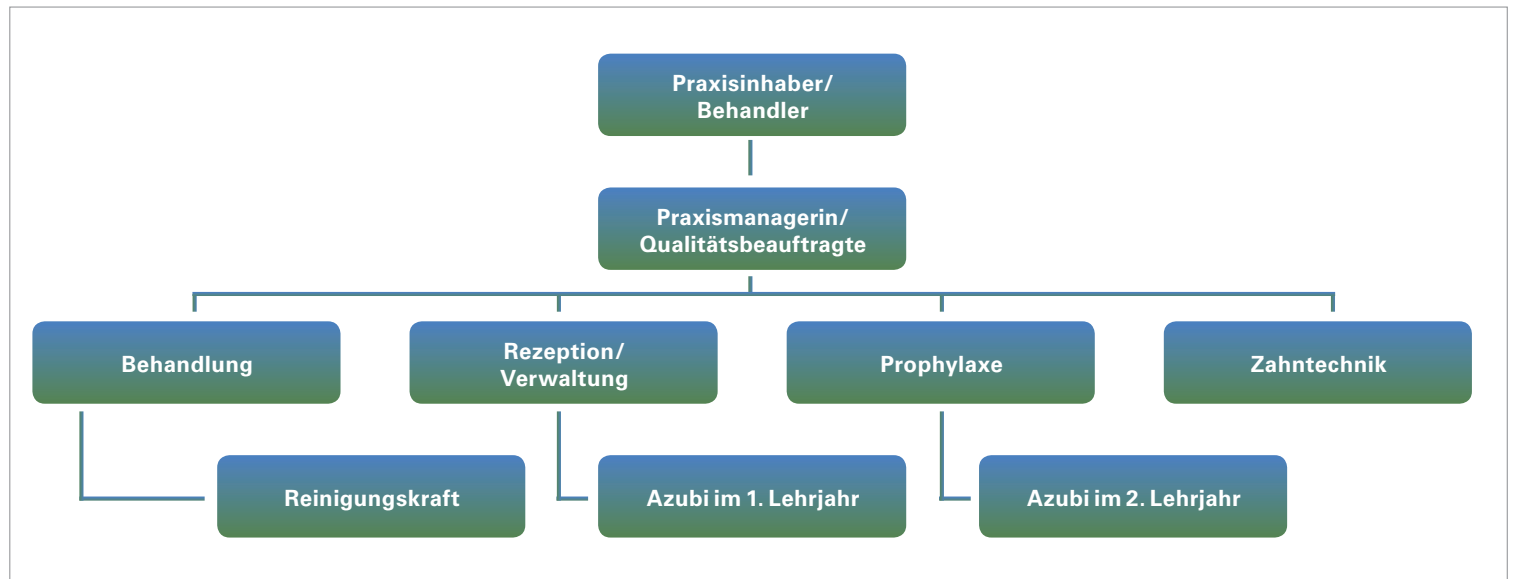 Praxisinhaber/
Behandler
Praxismanagerin/
Qualitätsbeauftragte
Behandlung
Rezeption/
Verwaltung
Prophylaxe
Zahntechnik
Reinigungskraft
Azubi im 1. Lehrjahr
Azubi im 2. Lehrjahr